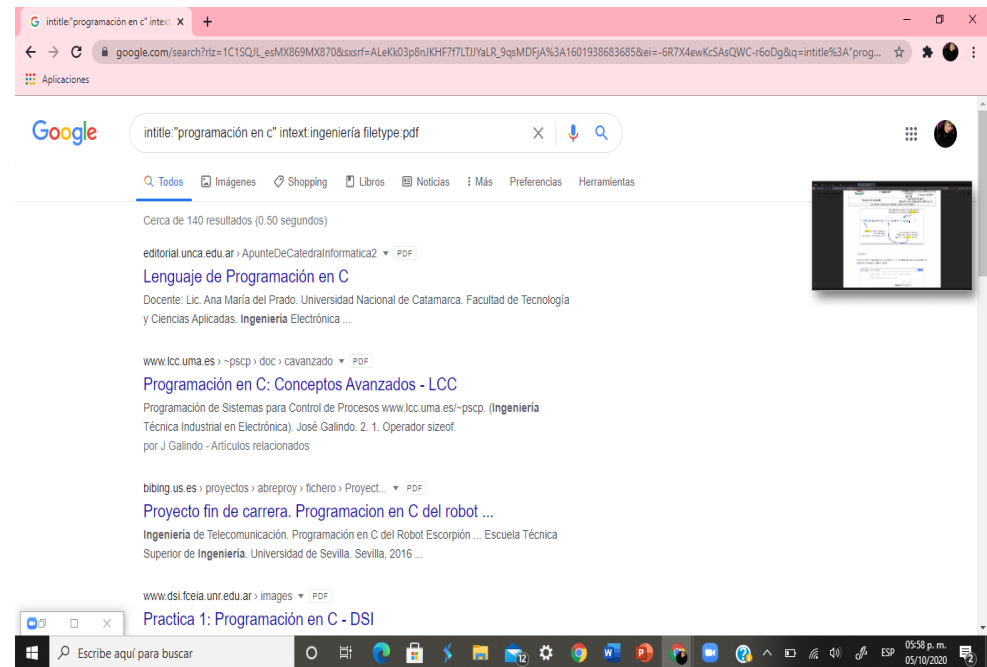 intitle:"programación en c" intext
google.com/search?rlz=1C1SQJL_esMX869MX870&sxsrf=ALeKk03p8nJKHF7f7LTIJYaLR_9qsMDFjA%3A1601938683685&ei=-6R7X4ewKcSAsQWC-r6oDg&q=intitle%3A"prog...
Aplicaciones
Google
intitle:"programación en c" intext:ingeniería filetype:pdf
Todos Imágenes Shopping Libros Noticias Más Preferencias Herramientas
Cerca de 140 resultados (0.50 segundos)
editorial.unca.edu.ar › ApunteDeCatedraInformatica2 PDF
Lenguaje de Programación en C
Docente: Lic. Ana María del Prado. Universidad Nacional de Catamarca. Facultad de Tecnología
y Ciencias Aplicadas. Ingeniería Electrónica ...
www.lcc.uma.es › ~pscp › doc › cavanzado PDF
Programación en C: Conceptos Avanzados - LCC
Programación de Sistemas para Control de Procesos www.lcc.uma.es/~pscp. (Ingeniería
Técnica Industrial en Electrónica). José Galindo. 2. 1. Operador sizeof.
por J Galindo - Artículos relacionados
bibing.us.es › proyectos › abreproy › fichero › Proyect... PDF
Proyecto fin de carrera. Programacion en C del robot ...
Ingeniería de Telecomunicación. Programación en C del Robot Escorpión ... Escuela Técnica
Superior de Ingeniería. Universidad de Sevilla. Sevilla, 2016 ...
www.dsi.fceia.unr.edu.ar › images PDF
Practica 1: Programación en C - DSI
Escribe aquí para buscar
12
ESP
05:58 p. m.
05/10/2020
2